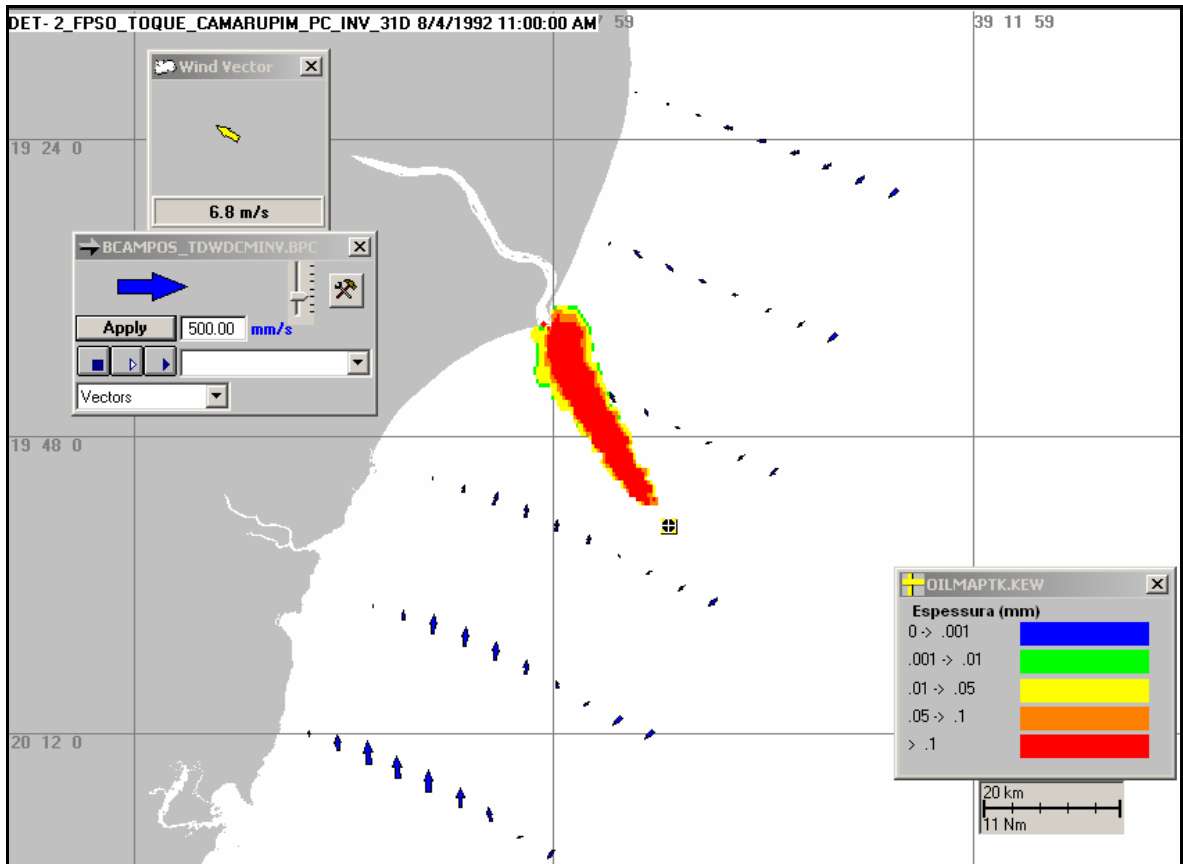 DET- 2_FPSO_TOQUE_CAMARUPIM_PC_INV_31D 8/4/1992 11:00:00 AM
59
39 11 59
Wind Vector
6.8 m/s
19 24 0
BCAMPOS_TDWDCMINV.BPC
Apply
500.00 mm/s
Vectors
19 48 0
OILMAPTK.KEW
Espessura (mm)
0 -> .001
.001 -> .01
.01 -> .05
.05 -> .1
> .1
20 12 0
20 km
11 Nm